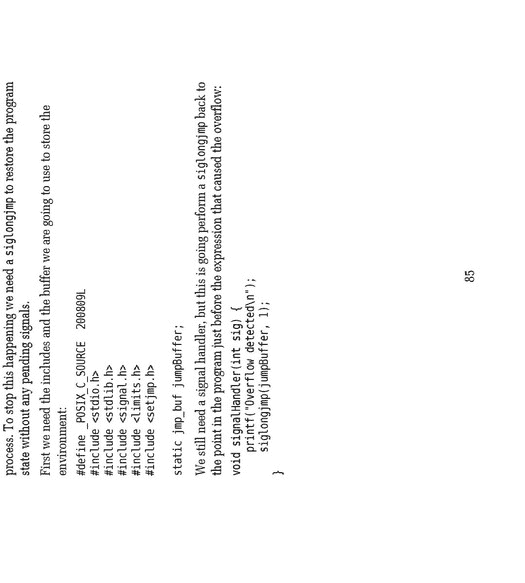 process. To stop this happening we need a siglongjmp to restore the program
state without any pending signals.
First we need the includes and the buffer we are going to use to store the
environment:
#define _POSIX_C_SOURCE  200809L
#include <stdio.h>
#include <stdlib.h>
#include <signal.h>
#include <limits.h>
#include <setjmp.h>
static jmp_buf jumpBuffer;
We still need a signal handler, but this is going perform a siglongjmp back to
the point in the program just before the expression that caused the overflow:
void signalHandler(int sig) {
    printf("Overflow detected\n");
    siglongjmp(jumpBuffer, 1);
}
85